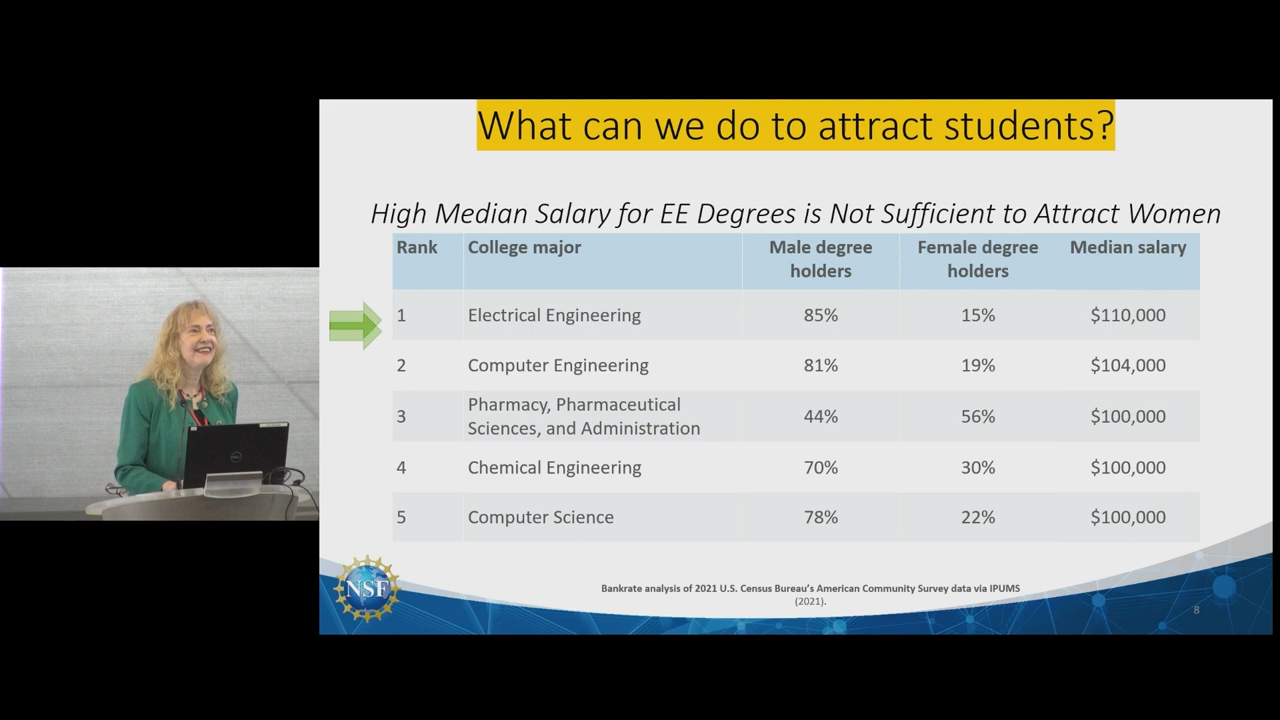 What can we do to attract students?
High Median Salary for EE Degrees is Not Sufficient to Attract Women
Rank College major Male degree holders Female degree holders Median salary
1 Electrical Engineering 85% 15% $110,000
2 Computer Engineering 81% 19% $104,000
3 Pharmacy, Pharmaceutical Sciences, and Administration 44% 56% $100,000
4 Chemical Engineering 70% 30% $100,000
5 Computer Science 78% 22% $100,000
NSF
Bankrate analysis of 2021 U.S. Census Bureau's American Community Survey data via IPUMS
(2021).
8
DELL